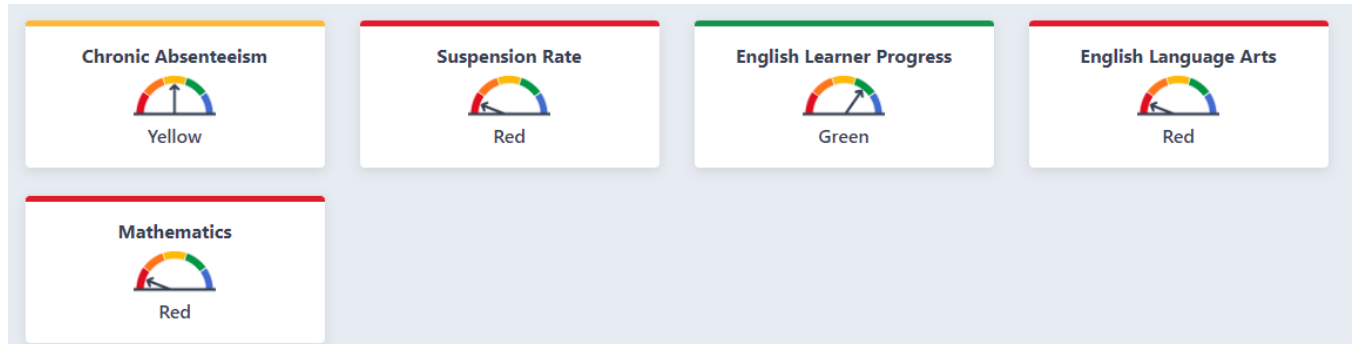 Chronic Absenteeism
Yellow
Suspension Rate
Red
English Learner Progress
Green
English Language Arts
Red
Mathematics
Red